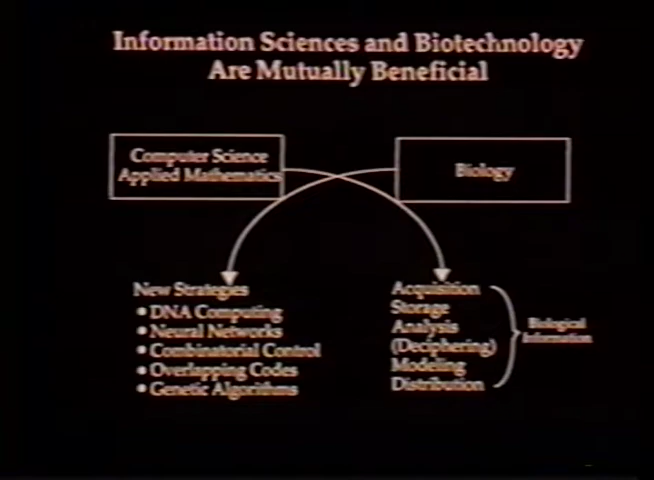 Information Sciences and Biotechnology
Are Mutually Beneficial
Computer Science
Applied Mathematics
Biology
New Strategies
• DNA Computing
• Neural Networks
• Combinatorial Control
• Overlapping Codes
• Genetic Algorithms
Acquisition
Storage
Analysis
(Deciphering)
Modeling
Distribution
Biological
Information